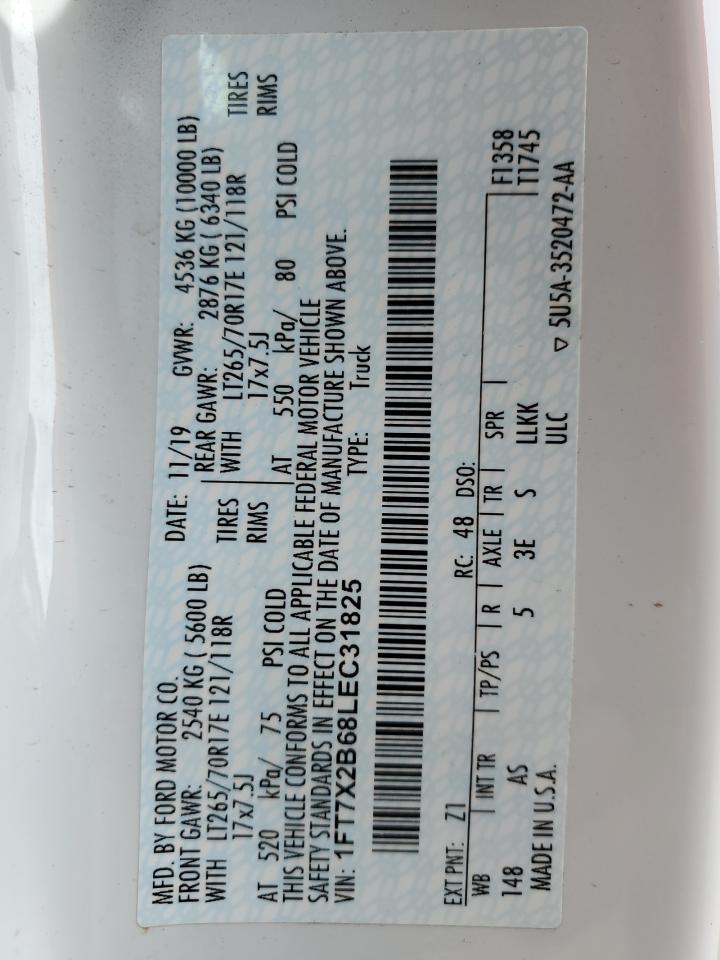 MFD. BY FORD MOTOR CO. DATE: 11/19 GVWR: 4536 KG (10000 LB)
FRONT GAWR: 2540 KG ( 5600 LB) REAR GAWR: 2876 KG ( 6340 LB)
WITH LT265/70R17E 121/118R TIRES WITH LT265/70R17E 121/118R TIRES
17x7.5J RIMS 17x7.5J RIMS
AT 520 kPa/ 75 PSI COLD AT 550 kPa/ 80 PSI COLD
THIS VEHICLE CONFORMS TO ALL APPLICABLE FEDERAL MOTOR VEHICLE
SAFETY STANDARDS IN EFFECT ON THE DATE OF MANUFACTURE SHOWN ABOVE.
VIN: 1FT7X2B68LEC31825 TYPE: Truck
EXT PNT: Z1 RC: 48 DSO:
WB INT TR TP/PS R AXLE TR SPR F1358
148 AS 5 3E S LLKK T1745
MADE IN U.S.A. ULC ▽ 5U5A-3520472-AA